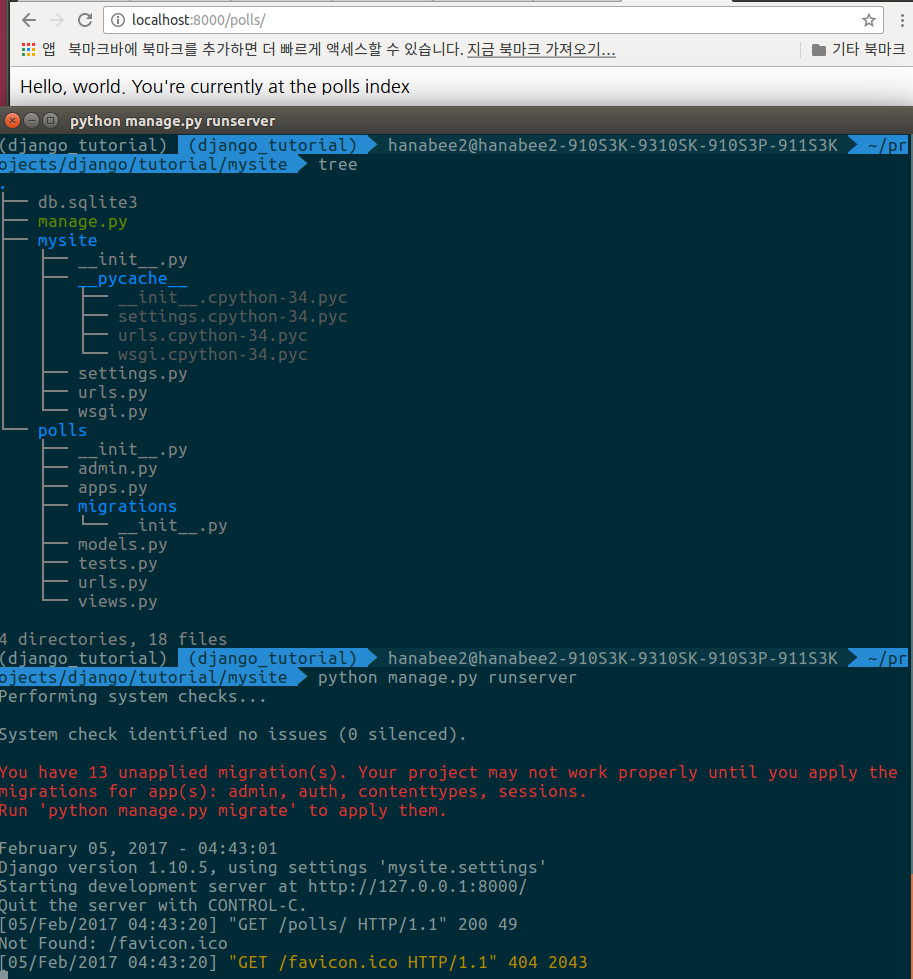 localhost:8000/polls/
앱 북마크바에 북마크를 추가하면 더 빠르게 액세스할 수 있습니다. 지금 북마크 가져오기... 기타 북마크
Hello, world. You're currently at the polls index
python manage.py runserver
(django_tutorial) (django_tutorial) hanabee2@hanabee2-910S3K-9310SK-910S3P-911S3K ~/pr
ojects/django/tutorial/mysite tree
.
├── db.sqlite3
├── manage.py
├── mysite
│   ├── __init__.py
│   ├── __pycache__
│   │   ├── __init__.cpython-34.pyc
│   │   ├── settings.cpython-34.pyc
│   │   ├── urls.cpython-34.pyc
│   │   └── wsgi.cpython-34.pyc
│   ├── settings.py
│   ├── urls.py
│   └── wsgi.py
└── polls
    ├── __init__.py
    ├── admin.py
    ├── apps.py
    ├── migrations
    │   └── __init__.py
    ├── models.py
    ├── tests.py
    ├── urls.py
    └── views.py
4 directories, 18 files
(django_tutorial) (django_tutorial) hanabee2@hanabee2-910S3K-9310SK-910S3P-911S3K ~/pr
ojects/django/tutorial/mysite python manage.py runserver
Performing system checks...
System check identified no issues (0 silenced).
You have 13 unapplied migration(s). Your project may not work properly until you apply the
migrations for app(s): admin, auth, contenttypes, sessions.
Run 'python manage.py migrate' to apply them.
February 05, 2017 - 04:43:01
Django version 1.10.5, using settings 'mysite.settings'
Starting development server at http://127.0.0.1:8000/
Quit the server with CONTROL-C.
[05/Feb/2017 04:43:20] "GET /polls/ HTTP/1.1" 200 49
Not Found: /favicon.ico
[05/Feb/2017 04:43:20] "GET /favicon.ico HTTP/1.1" 404 2043